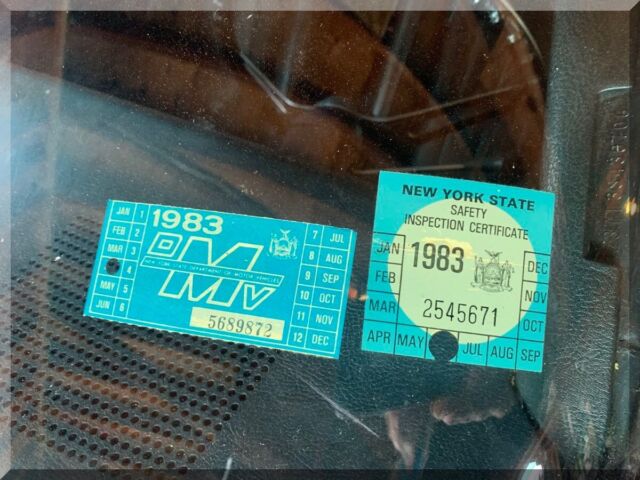 1983
DMV
NEW YORK STATE DEPARTMENT OF MOTOR VEHICLES
JAN 1
FEB 2
MAR 3
4
MAY 5
JUN 6
7 JUL
8 AUG
9 SEP
10 OCT
11 NOV
12 DEC
5689872
NEW YORK STATE
SAFETY
INSPECTION CERTIFICATE
JAN 1983 DEC
FEB NOV
MAR 2545671 OCT
APR MAY JUL AUG SEP